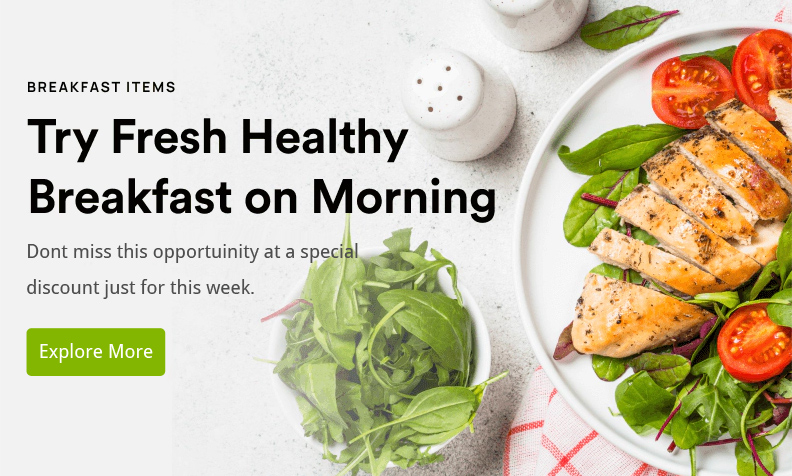 BREAKFAST ITEMS
Try Fresh Healthy
Breakfast on Morning
Dont miss this opportuinity at a special
discount just for this week.
Explore More